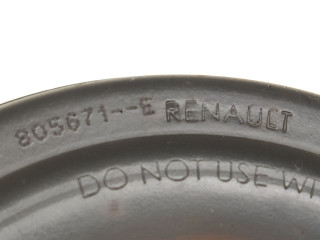 805671--E RENAULT
DO NOT USE